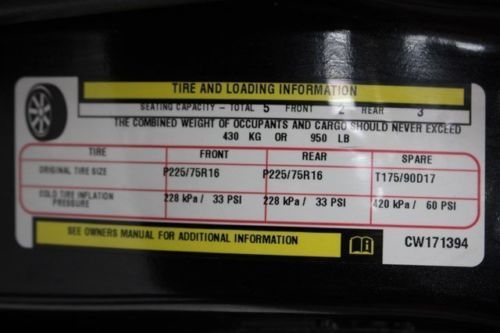 TIRE AND LOADING INFORMATION
SEATING CAPACITY - TOTAL 5 FRONT 2 REAR 3
THE COMBINED WEIGHT OF OCCUPANTS AND CARGO SHOULD NEVER EXCEED
430 KG OR 950 LB
TIRE FRONT REAR SPARE
ORIGINAL TIRE SIZE P225/75R16 P225/75R16 T175/90D17
COLD TIRE INFLATION PRESSURE 228 kPa / 33 PSI 228 kPa / 33 PSI 420 kPa / 60 PSI
SEE OWNERS MANUAL FOR ADDITIONAL INFORMATION CW171394